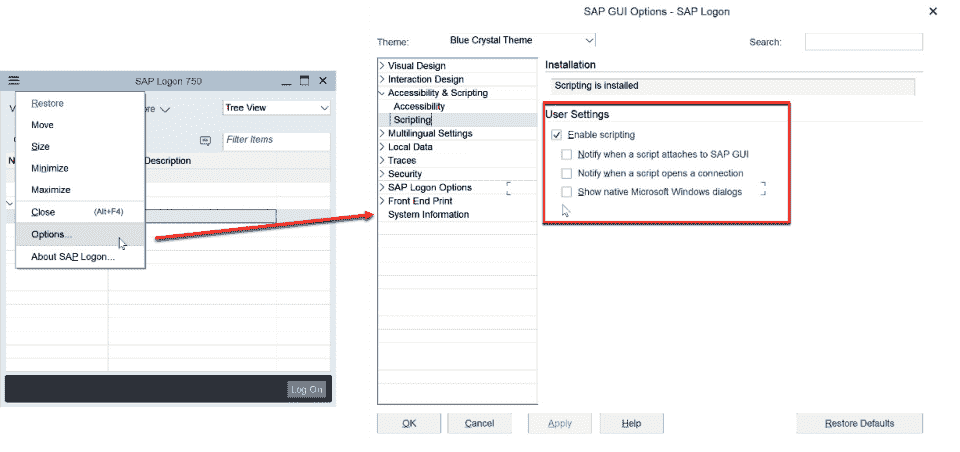 SAP Logon 750
Restore
Move
Size
Minimize
Maximize
Close (Alt+F4)
Options...
About SAP Logon...
Tree View
Filter Items
Description
Log On
SAP GUI Options - SAP Logon
Theme: Blue Crystal Theme
Search:
Visual Design
Interaction Design
Accessibility & Scripting
Accessibility
Scripting
Multilingual Settings
Local Data
Traces
Security
SAP Logon Options
Front End Print
System Information
Installation
Scripting is installed
User Settings
Enable scripting
Notify when a script attaches to SAP GUI
Notify when a script opens a connection
Show native Microsoft Windows dialogs
OK
Cancel
Apply
Help
Restore Defaults